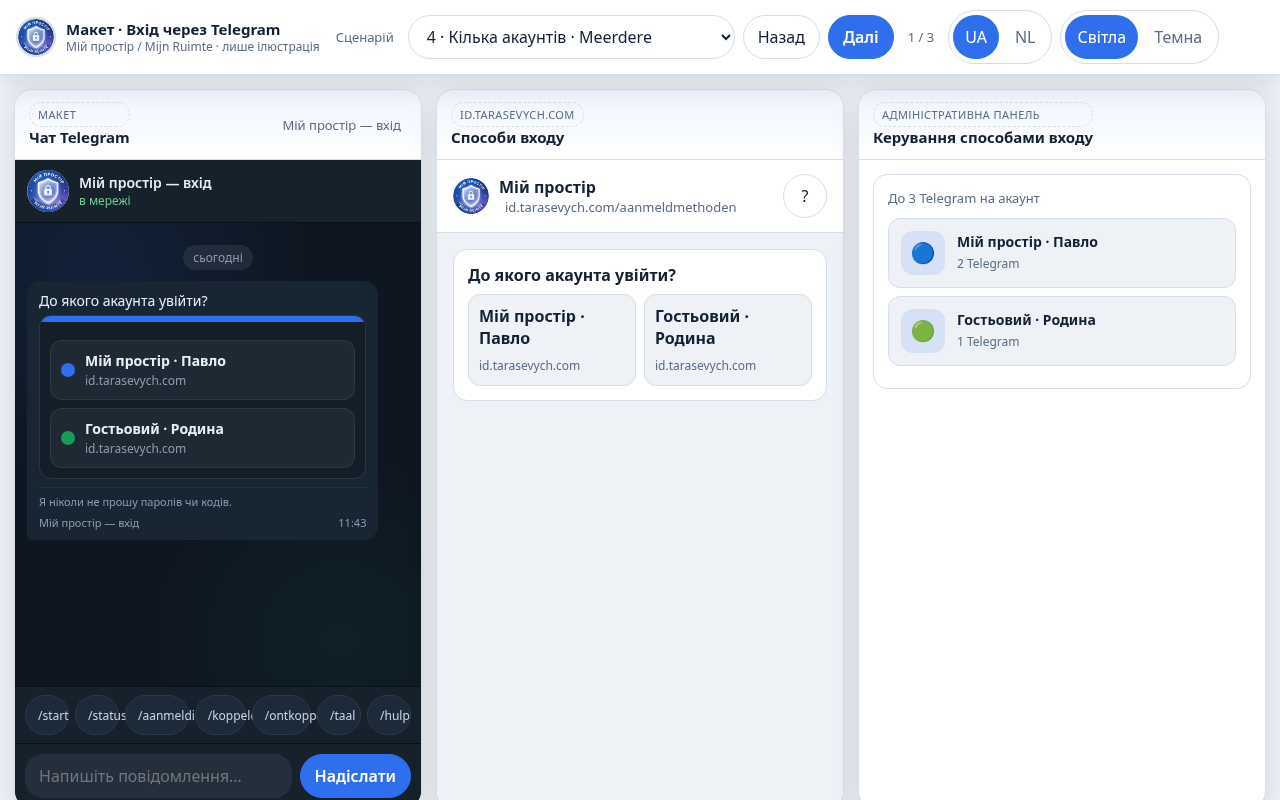 Макет · Вхід через Telegram
Мій простір / Mijn Ruimte · лише ілюстрація
Сценарій
4 · Кілька акаунтів · Meerdere
Назад
Далі
1 / 3
UA
NL
Світла
Темна
МАКЕТ
Чат Telegram
Мій простір — вхід
Мій простір — вхід
в мережі
сьогодні
До якого акаунта увійти?
Мій простір · Павло
id.tarasevych.com
Гостьовий · Родина
id.tarasevych.com
Я ніколи не прошу паролів чи кодів.
Мій простір — вхід
11:43
/start
/status
/aanmeldi
/koppel
/ontkopp
/taal
/hulp
Напишіть повідомлення...
Надіслати
ID.TARASEVYCH.COM
Способи входу
Мій простір
id.tarasevych.com/aanmeldmethoden
?
До якого акаунта увійти?
Мій простір ·
Павло
id.tarasevych.com
Гостьовий ·
Родина
id.tarasevych.com
АДМІНІСТРАТИВНА ПАНЕЛЬ
Керування способами входу
До 3 Telegram на акаунт
Мій простір · Павло
2 Telegram
Гостьовий · Родина
1 Telegram